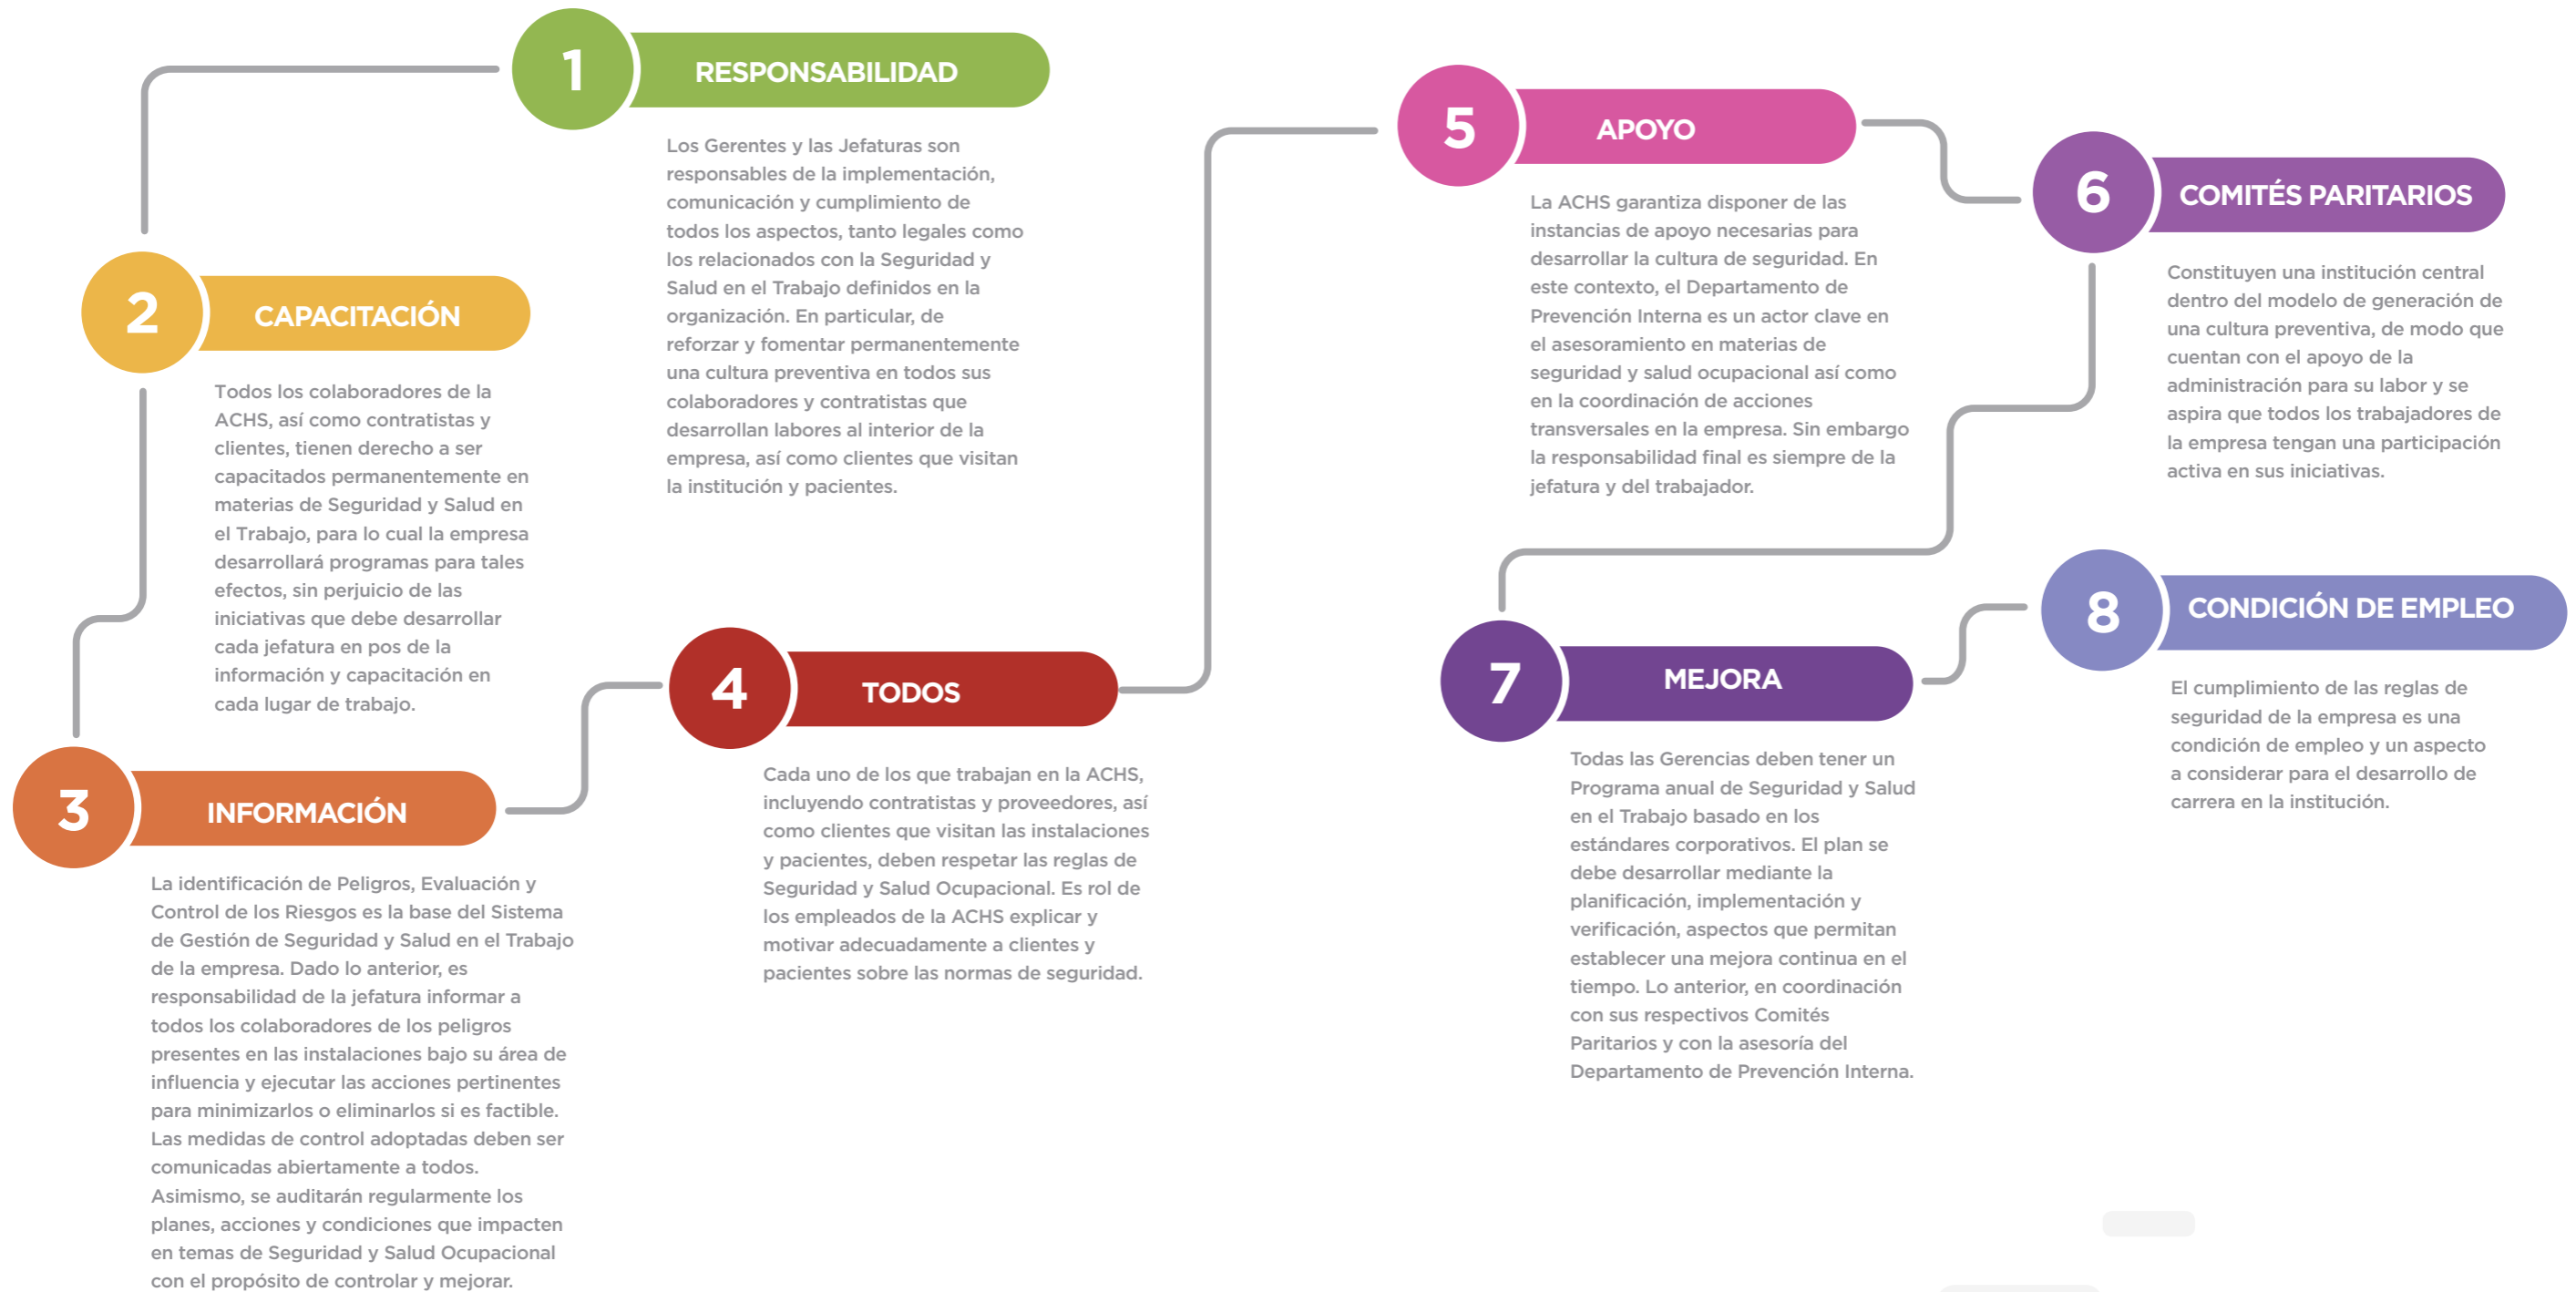 1
RESPONSABILIDAD
Los Gerentes y las Jefaturas son
responsables de la implementación,
comunicación y cumplimiento de
todos los aspectos, tanto legales como
los relacionados con la Seguridad y
Salud en el Trabajo definidos en la
organización. En particular, de
reforzar y fomentar permanentemente
una cultura preventiva en todos sus
colaboradores y contratistas que
desarrollan labores al interior de la
empresa, así como clientes que visitan
la institución y pacientes.
2
CAPACITACIÓN
Todos los colaboradores de la
ACHS, así como contratistas y
clientes, tienen derecho a ser
capacitados permanentemente en
materias de Seguridad y Salud en
el Trabajo, para lo cual la empresa
desarrollará programas para tales
efectos, sin perjuicio de las
iniciativas que debe desarrollar
cada jefatura en pos de la
información y capacitación en
cada lugar de trabajo.
3
INFORMACIÓN
La identificación de Peligros, Evaluación y
Control de los Riesgos es la base del Sistema
de Gestión de Seguridad y Salud en el Trabajo
de la empresa. Dado lo anterior, es
responsabilidad de la jefatura informar a
todos los colaboradores de los peligros
presentes en las instalaciones bajo su área de
influencia y ejecutar las acciones pertinentes
para minimizarlos o eliminarlos si es factible.
Las medidas de control adoptadas deben ser
comunicadas abiertamente a todos.
Asimismo, se auditarán regularmente los
planes, acciones y condiciones que impacten
en temas de Seguridad y Salud Ocupacional
con el propósito de controlar y mejorar.
4
TODOS
Cada uno de los que trabajan en la ACHS,
incluyendo contratistas y proveedores, así
como clientes que visitan las instalaciones
y pacientes, deben respetar las reglas de
Seguridad y Salud Ocupacional. Es rol de
los empleados de la ACHS explicar y
motivar adecuadamente a clientes y
pacientes sobre las normas de seguridad.
5
APOYO
La ACHS garantiza disponer de las
instancias de apoyo necesarias para
desarrollar la cultura de seguridad. En
este contexto, el Departamento de
Prevención Interna es un actor clave en
el asesoramiento en materias de
seguridad y salud ocupacional así como
en la coordinación de acciones
transversales en la empresa. Sin embargo
la responsabilidad final es siempre de la
jefatura y del trabajador.
6
COMITÉS PARITARIOS
Constituyen una institución central
dentro del modelo de generación de
una cultura preventiva, de modo que
cuentan con el apoyo de la
administración para su labor y se
aspira que todos los trabajadores de
la empresa tengan una participación
activa en sus iniciativas.
7
MEJORA
Todas las Gerencias deben tener un
Programa anual de Seguridad y Salud
en el Trabajo basado en los
estándares corporativos. El plan se
debe desarrollar mediante la
planificación, implementación y
verificación, aspectos que permitan
establecer una mejora continua en el
tiempo. Lo anterior, en coordinación
con sus respectivos Comités
Paritarios y con la asesoría del
Departamento de Prevención Interna.
8
CONDICIÓN DE EMPLEO
El cumplimiento de las reglas de
seguridad de la empresa es una
condición de empleo y un aspecto
a considerar para el desarrollo de
carrera en la institución.